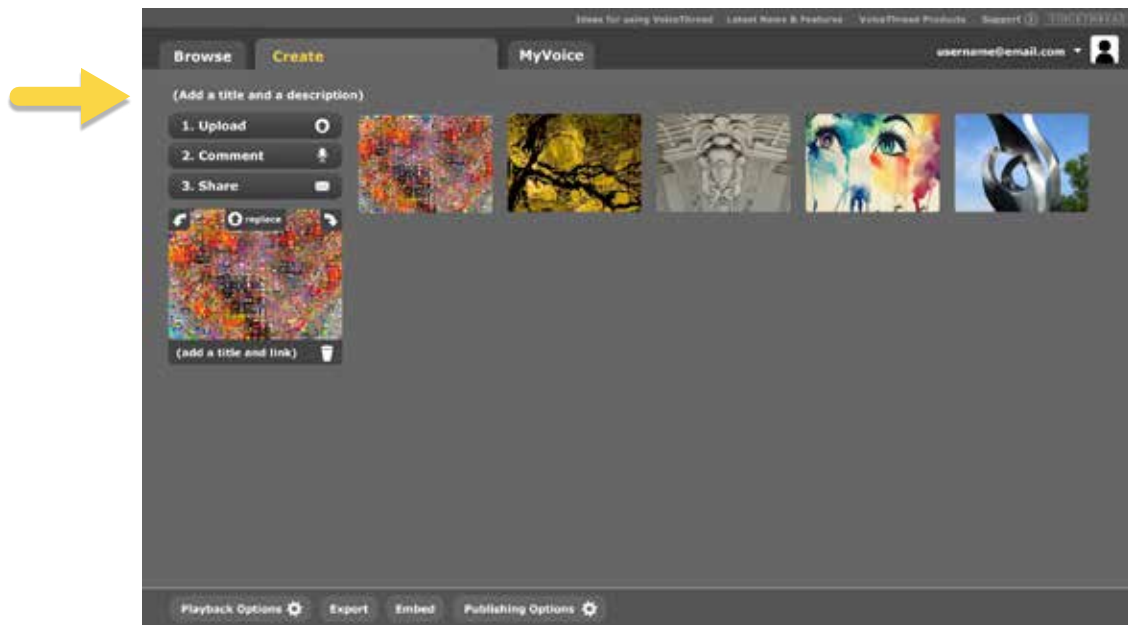 Ideas for using VoiceThread Latest News & Features VoiceThread Products Support VOICETHREAD
Browse Create MyVoice username@email.com
(Add a title and a description)
1. Upload
2. Comment
3. Share
replace
(add a title and link)
Playback Options Export Embed Publishing Options